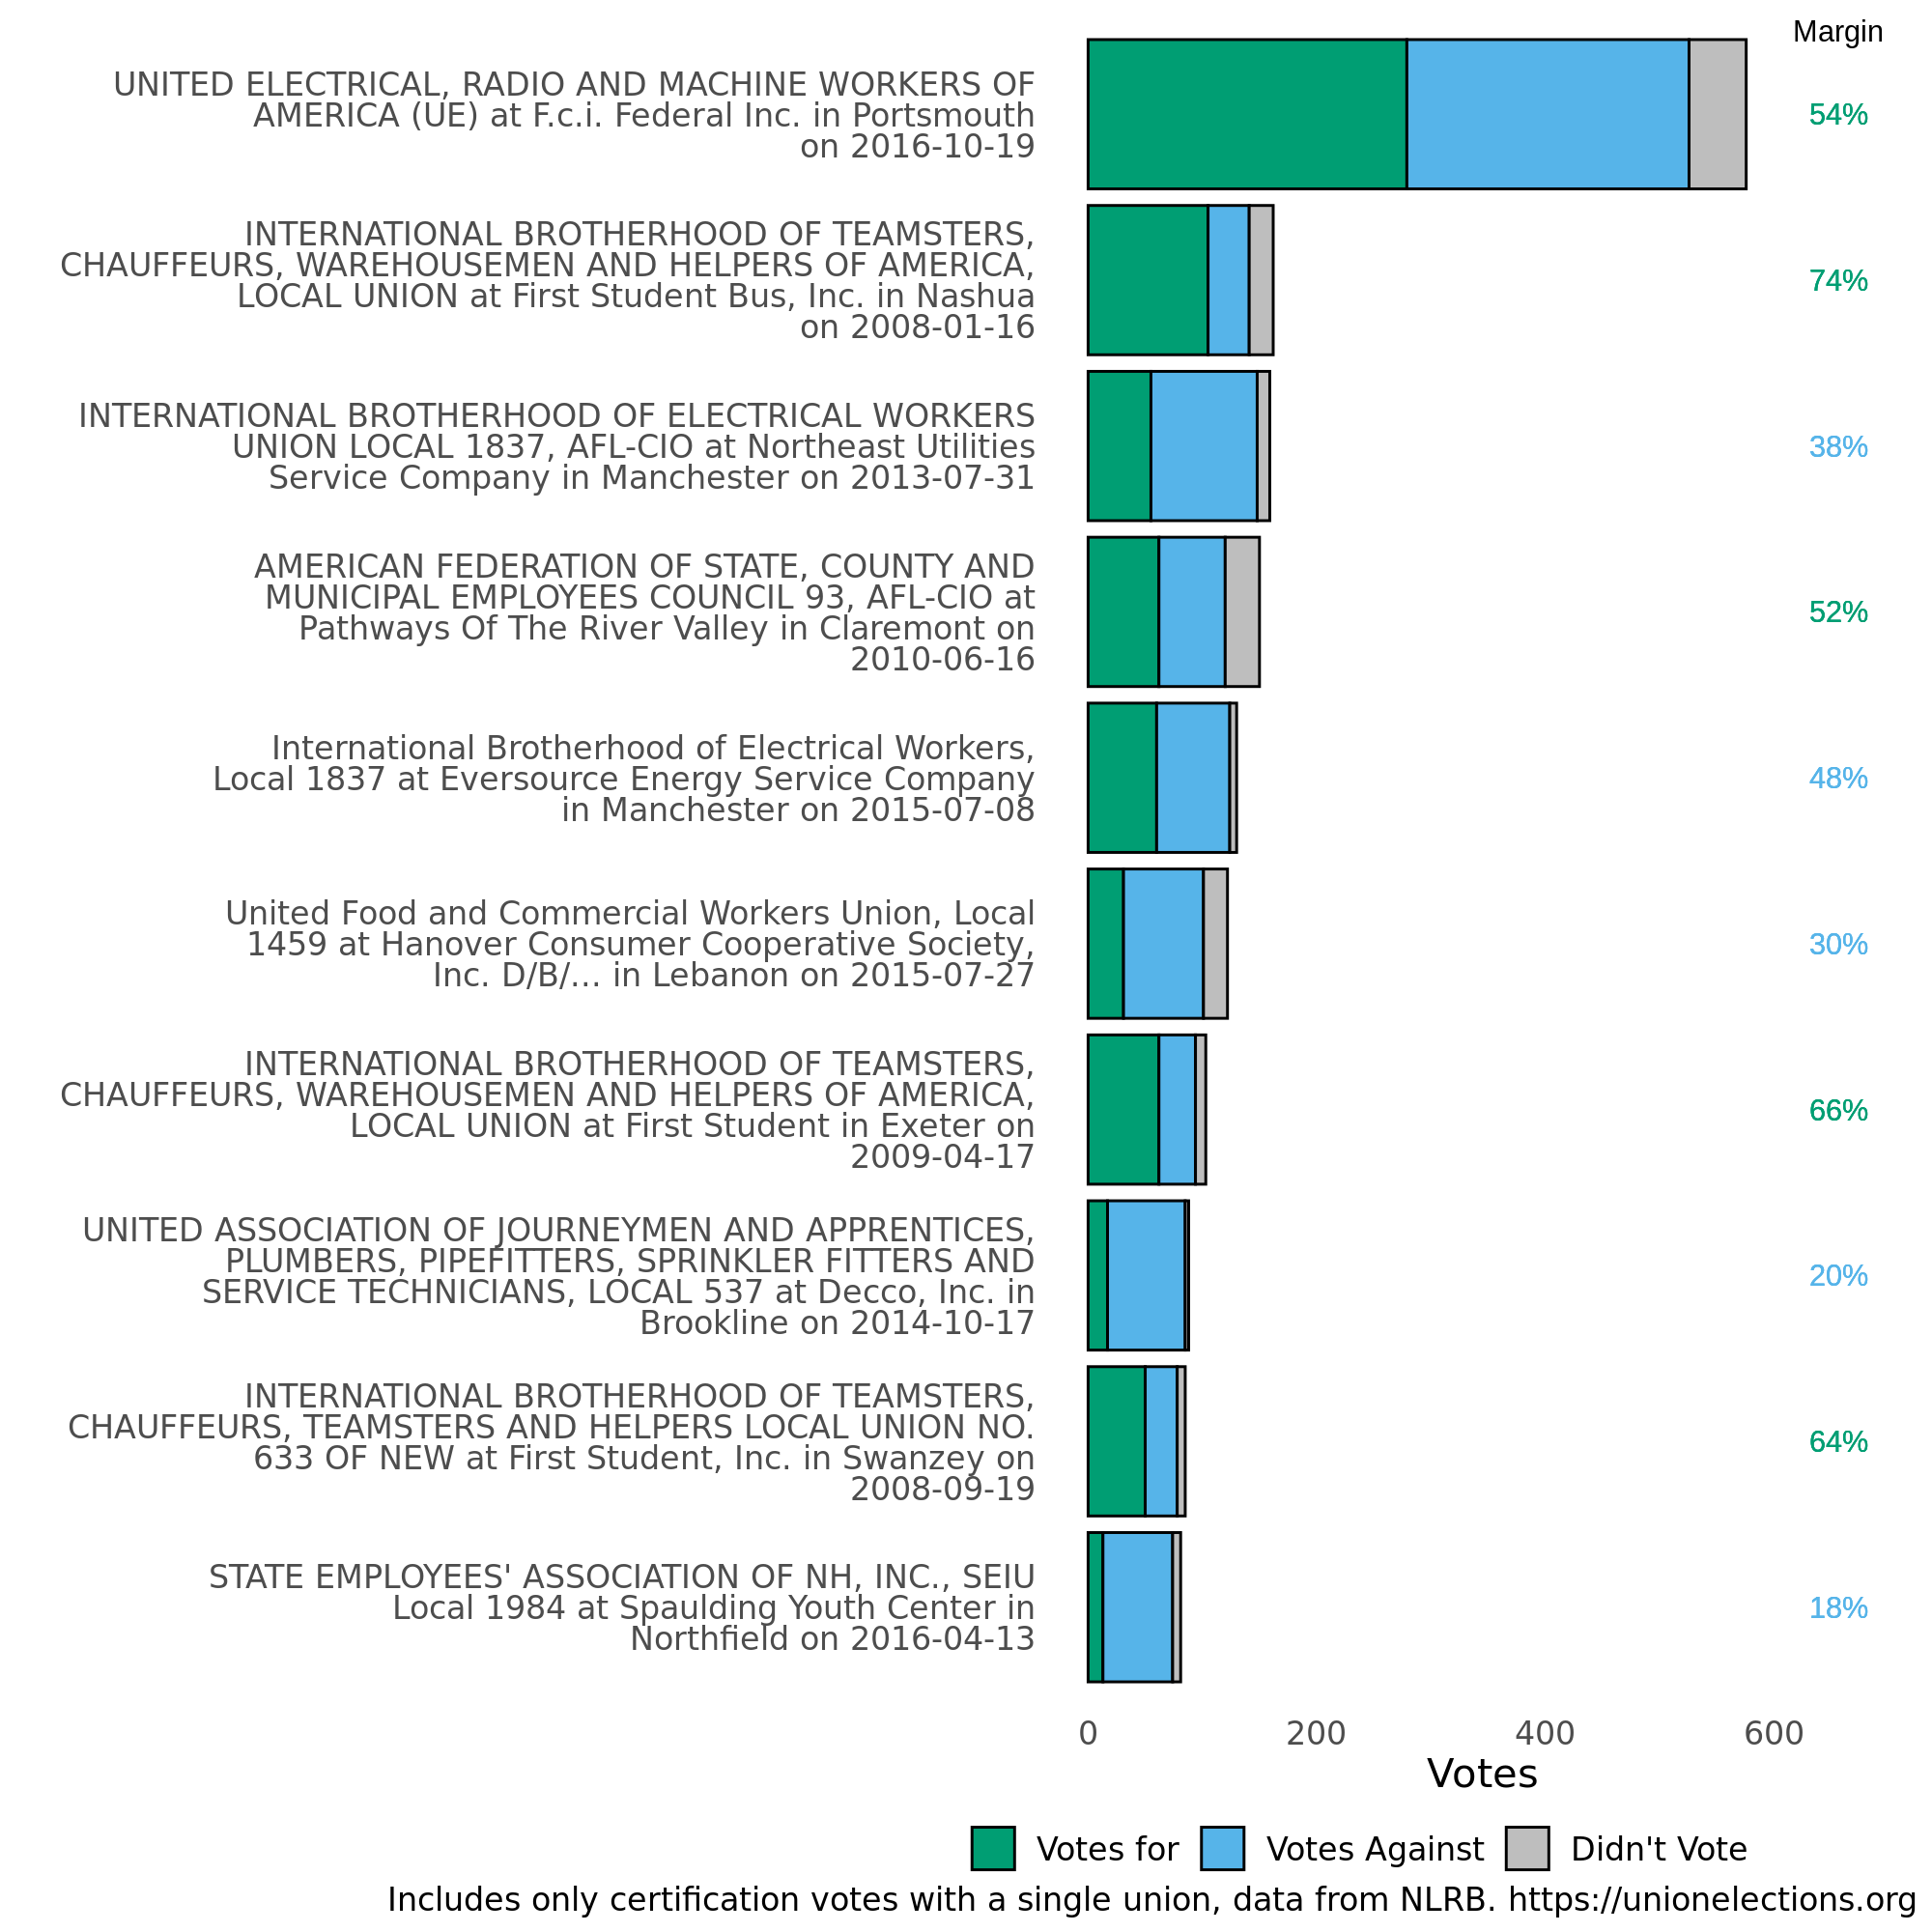 Margin
UNITED ELECTRICAL, RADIO AND MACHINE WORKERS OF
AMERICA (UE) at F.c.i. Federal Inc. in Portsmouth
on 2016-10-19
54%
INTERNATIONAL BROTHERHOOD OF TEAMSTERS,
CHAUFFEURS, WAREHOUSEMEN AND HELPERS OF AMERICA,
LOCAL UNION at First Student Bus, Inc. in Nashua
on 2008-01-16
74%
INTERNATIONAL BROTHERHOOD OF ELECTRICAL WORKERS
UNION LOCAL 1837, AFL-CIO at Northeast Utilities
Service Company in Manchester on 2013-07-31
38%
AMERICAN FEDERATION OF STATE, COUNTY AND
MUNICIPAL EMPLOYEES COUNCIL 93, AFL-CIO at
Pathways Of The River Valley in Claremont on
2010-06-16
52%
International Brotherhood of Electrical Workers,
Local 1837 at Eversource Energy Service Company
in Manchester on 2015-07-08
48%
United Food and Commercial Workers Union, Local
1459 at Hanover Consumer Cooperative Society,
Inc. D/B/... in Lebanon on 2015-07-27
30%
INTERNATIONAL BROTHERHOOD OF TEAMSTERS,
CHAUFFEURS, WAREHOUSEMEN AND HELPERS OF AMERICA,
LOCAL UNION at First Student in Exeter on
2009-04-17
66%
UNITED ASSOCIATION OF JOURNEYMEN AND APPRENTICES,
PLUMBERS, PIPEFITTERS, SPRINKLER FITTERS AND
SERVICE TECHNICIANS, LOCAL 537 at Decco, Inc. in
Brookline on 2014-10-17
20%
INTERNATIONAL BROTHERHOOD OF TEAMSTERS,
CHAUFFEURS, TEAMSTERS AND HELPERS LOCAL UNION NO.
633 OF NEW at First Student, Inc. in Swanzey on
2008-09-19
64%
STATE EMPLOYEES' ASSOCIATION OF NH, INC., SEIU
Local 1984 at Spaulding Youth Center in
Northfield on 2016-04-13
18%
0 200 400 600
Votes
Votes for Votes Against Didn't Vote
Includes only certification votes with a single union, data from NLRB. https://unionelections.org